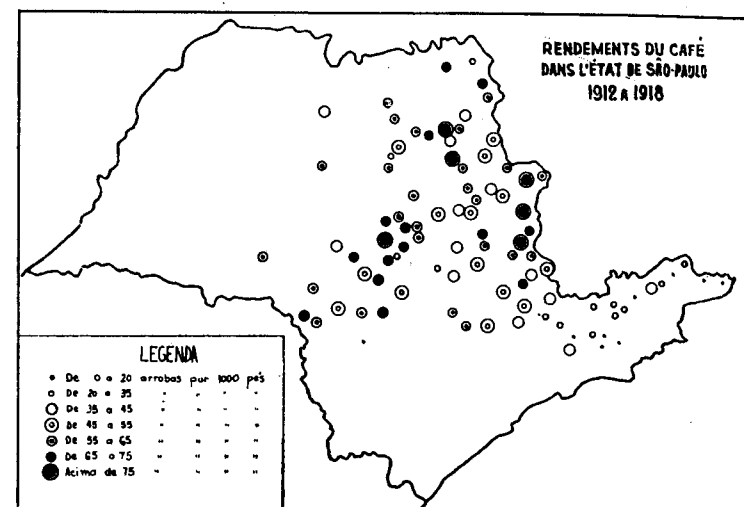 RENDEMENTS DU CAFÉ
DANS L'ÉTAT DE SÃO-PAULO
1912 A 1918
LEGENDA
De 0 a 20 arrobas por 1000 pés
De 20 a 35 " " " "
De 35 a 45 " " " "
De 45 a 55 " " " "
De 55 a 65 " " " "
De 65 a 75 " " " "
Acima de 75 " " " "